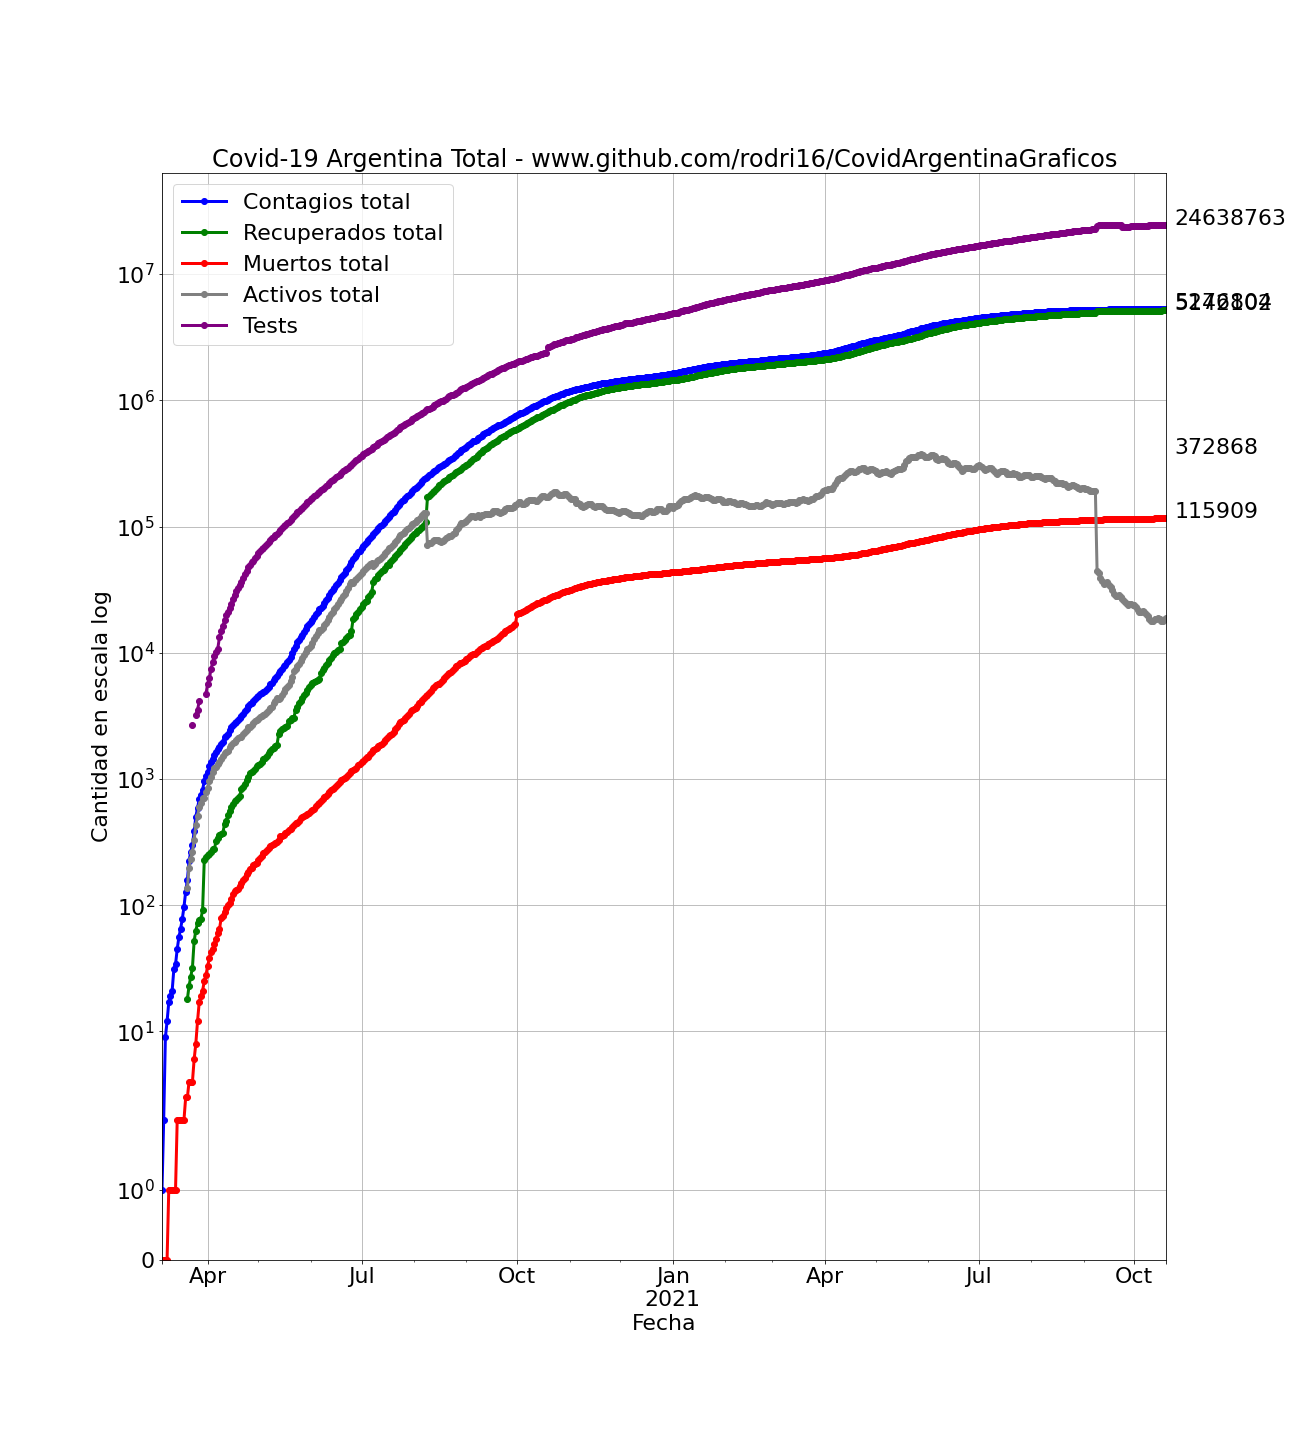 Covid-19 Argentina Total - www.github.com/rodri16/CovidArgentinaGraficos
Contagios total
Recuperados total
Muertos total
Activos total
Tests
24638763
372868
115909
10^7
10^6
10^5
10^4
10^3
10^2
10^1
10^0
0
Cantidad en escala log
Apr
Jul
Oct
Jan
2021
Apr
Jul
Oct
Fecha